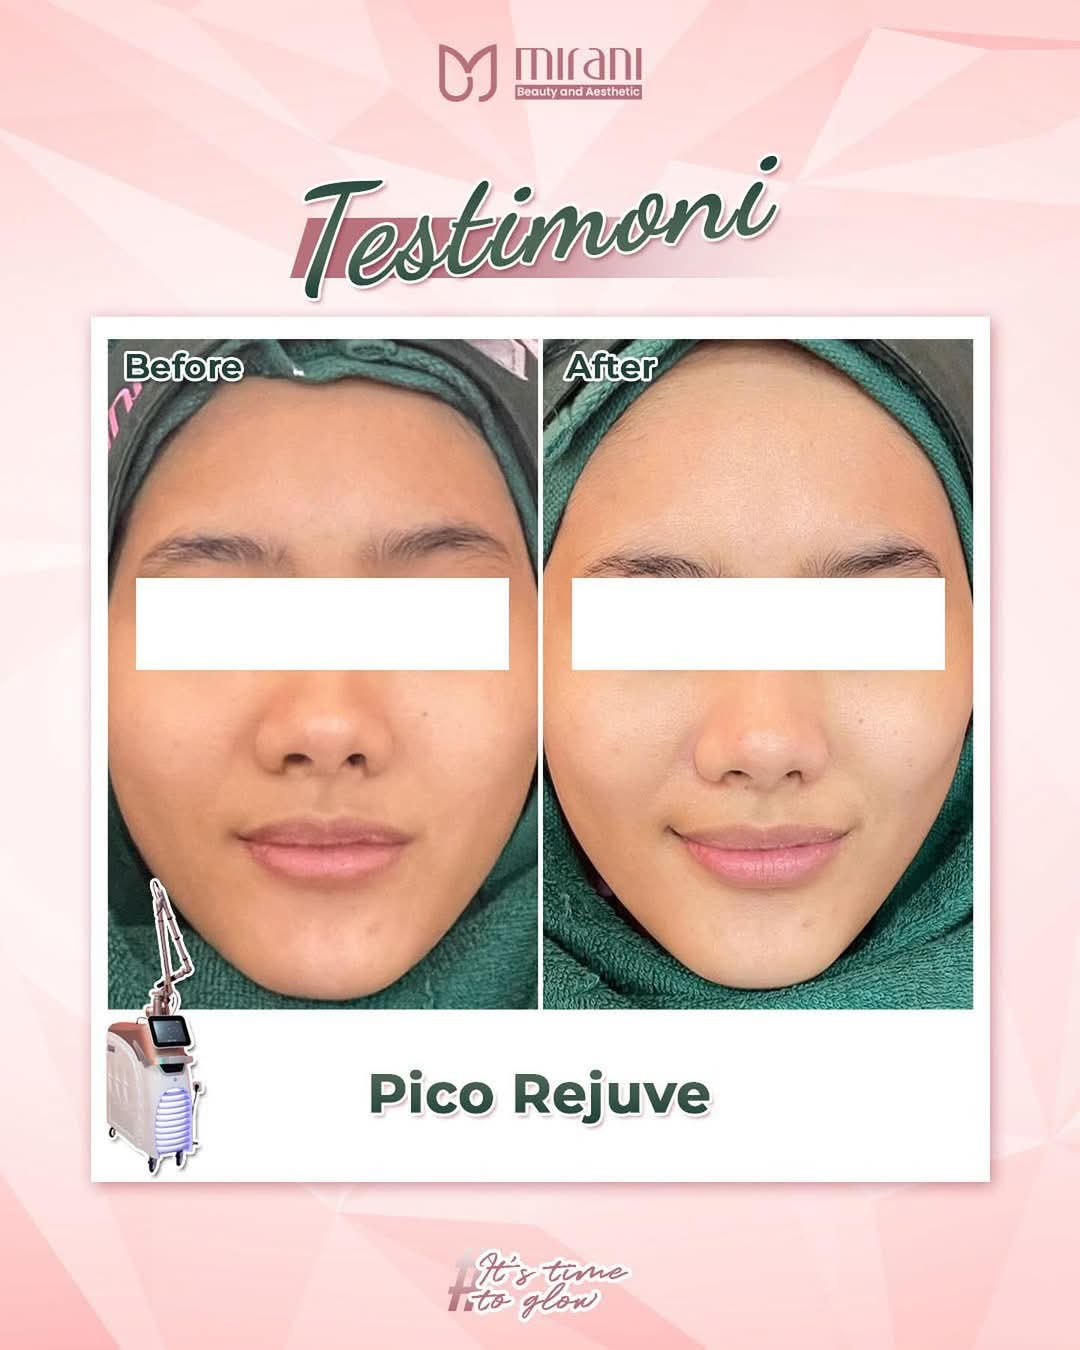 mirani
Beauty and Aesthetic
Testimoni
Before
After
Pico Rejuve
#It's time
to glow